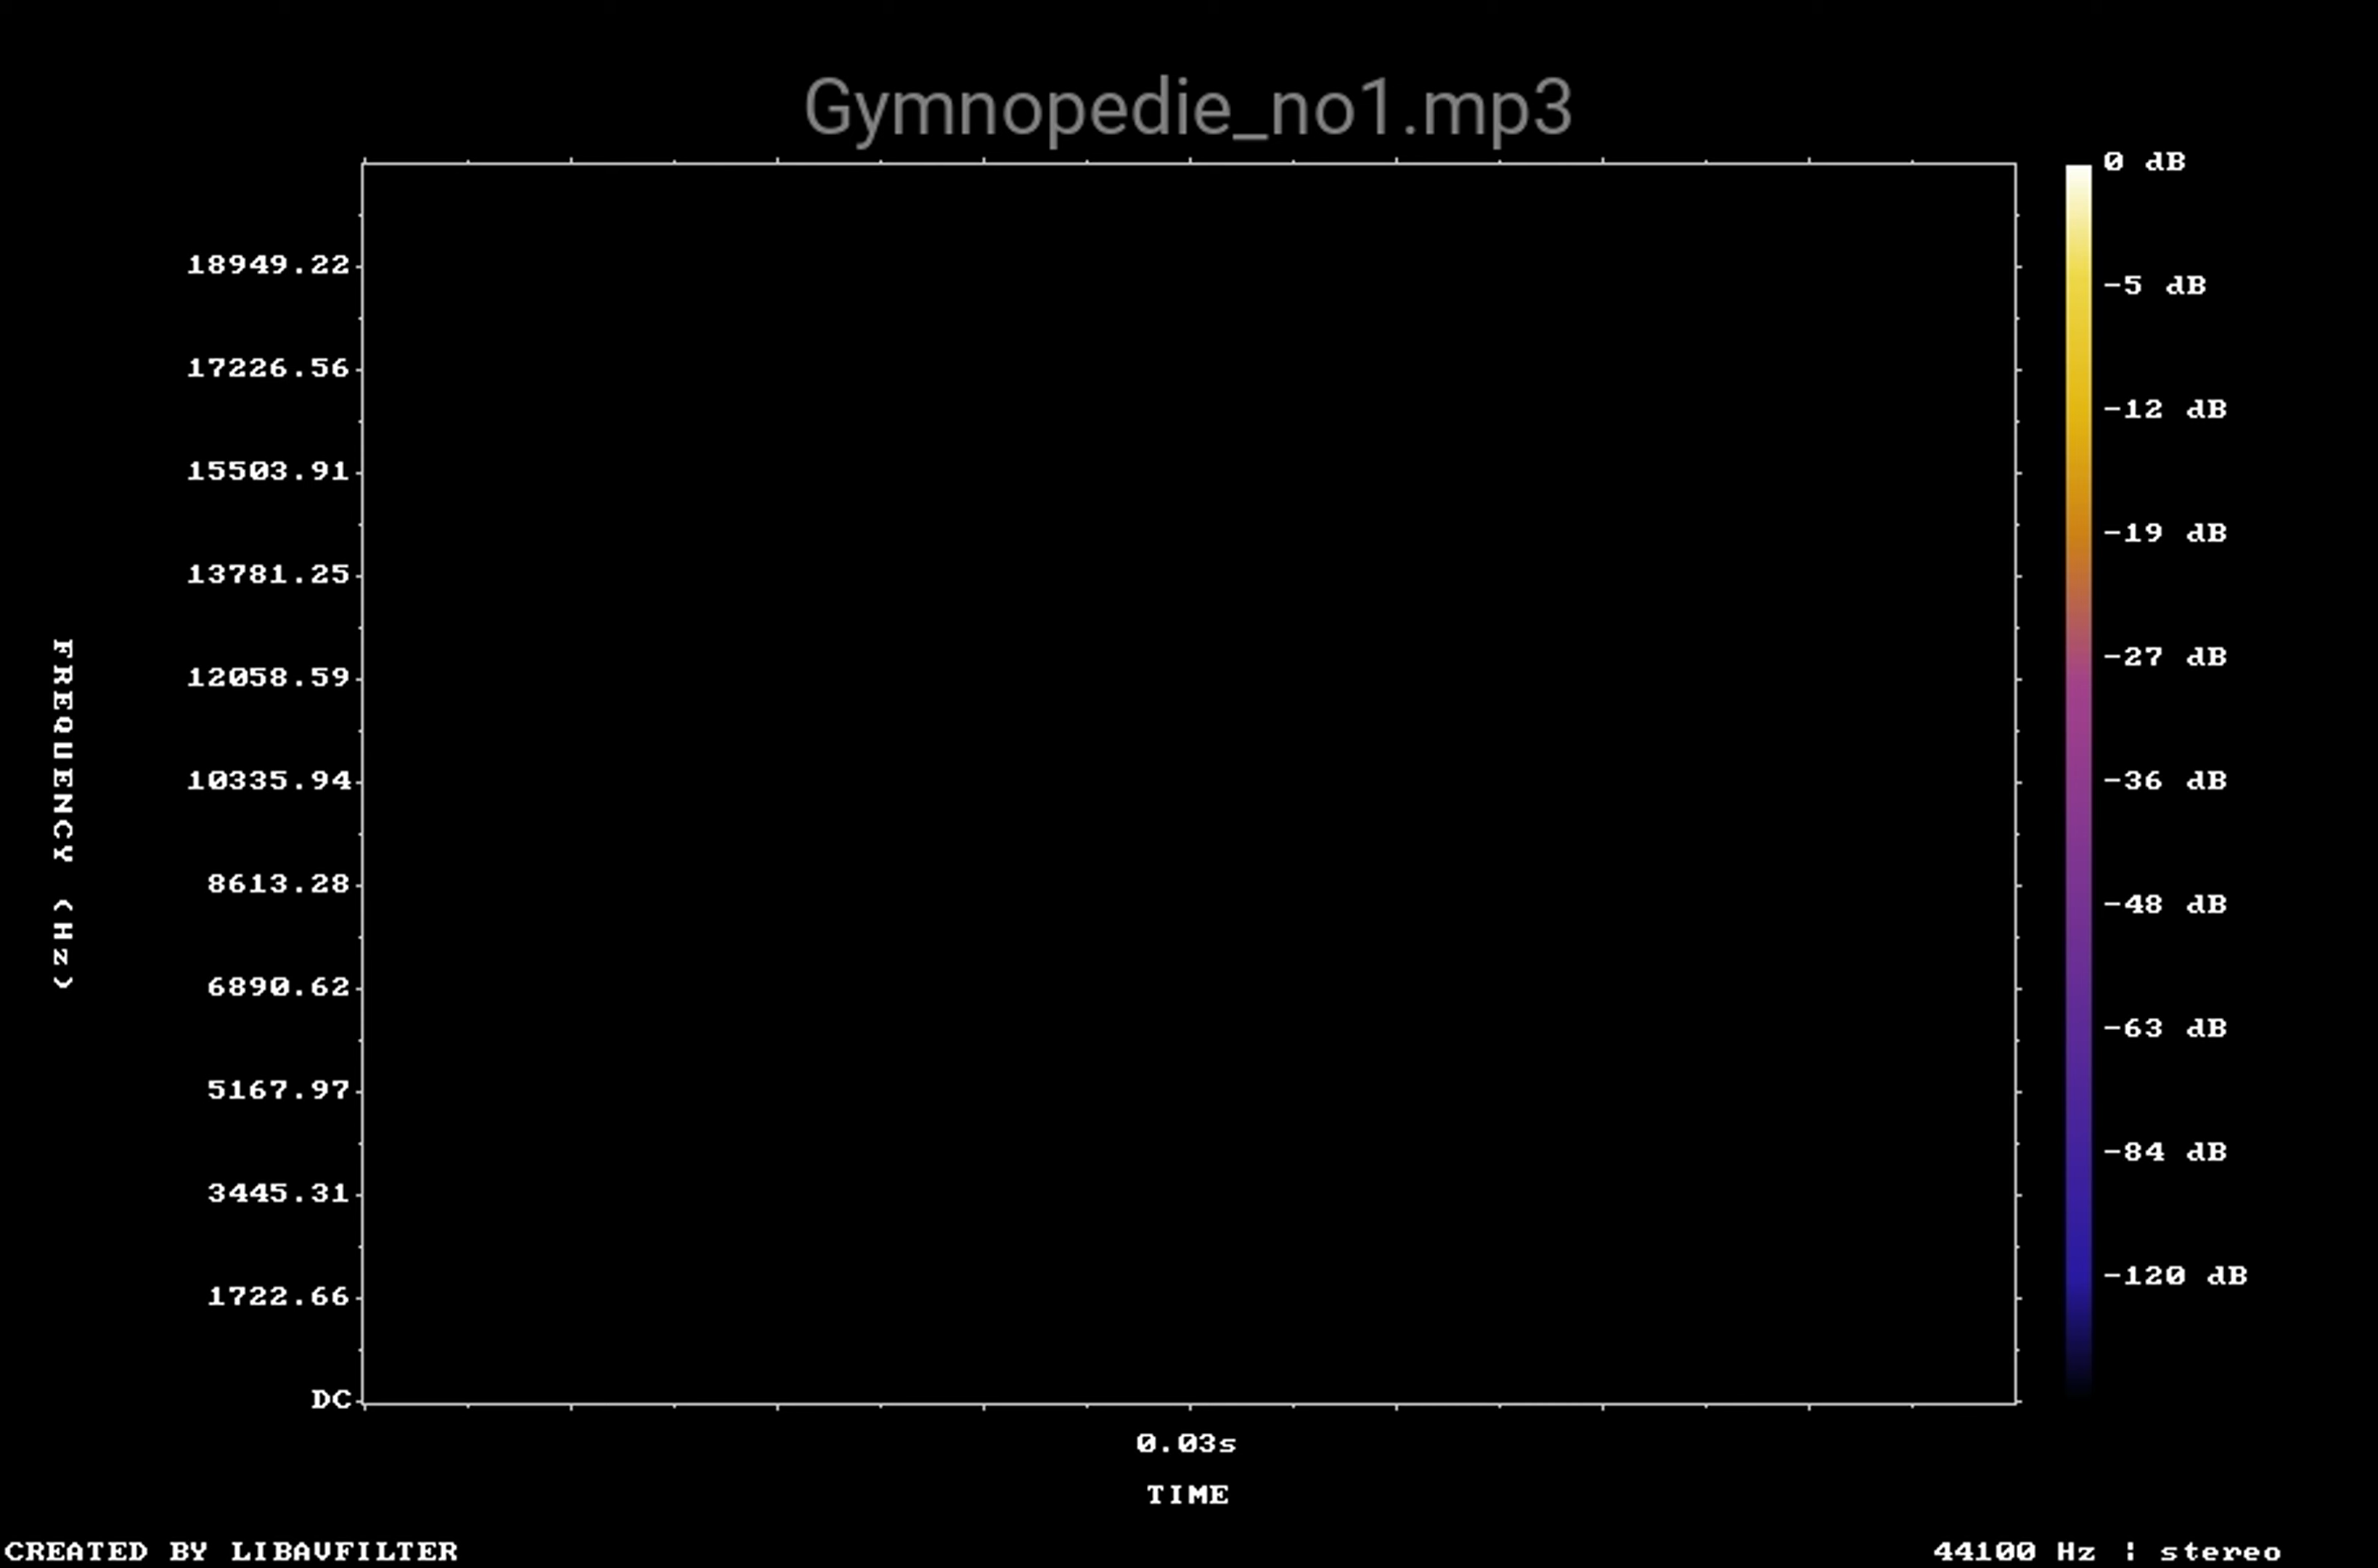 Gymnopedie_no1.mp3
0 dB
-5 dB
-12 dB
-19 dB
-27 dB
-36 dB
-48 dB
-63 dB
-84 dB
-120 dB
18949.22
17226.56
15503.91
13781.25
12058.59
10335.94
8613.28
6890.62
5167.97
3445.31
1722.66
DC
FREQUENCY (Hz)
0.03s
TIME
CREATED BY LIBAVFILTER
44100 Hz | stereo